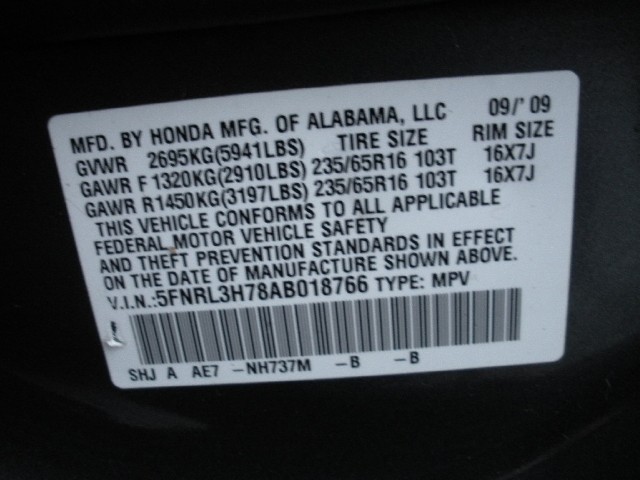 MFD. BY HONDA MFG. OF ALABAMA, LLC 09/'09
GVWR 2695KG(5941LBS) TIRE SIZE RIM SIZE
GAWR F 1320KG(2910LBS) 235/65R16 103T 16X7J
GAWR R1450KG(3197LBS) 235/65R16 103T 16X7J
THIS VEHICLE CONFORMS TO ALL APPLICABLE
FEDERAL MOTOR VEHICLE SAFETY
AND THEFT PREVENTION STANDARDS IN EFFECT
ON THE DATE OF MANUFACTURE SHOWN ABOVE.
V.I.N.:5FNRL3H78AB018766 TYPE: MPV
SHJ A AE7 -NH737M -B -B